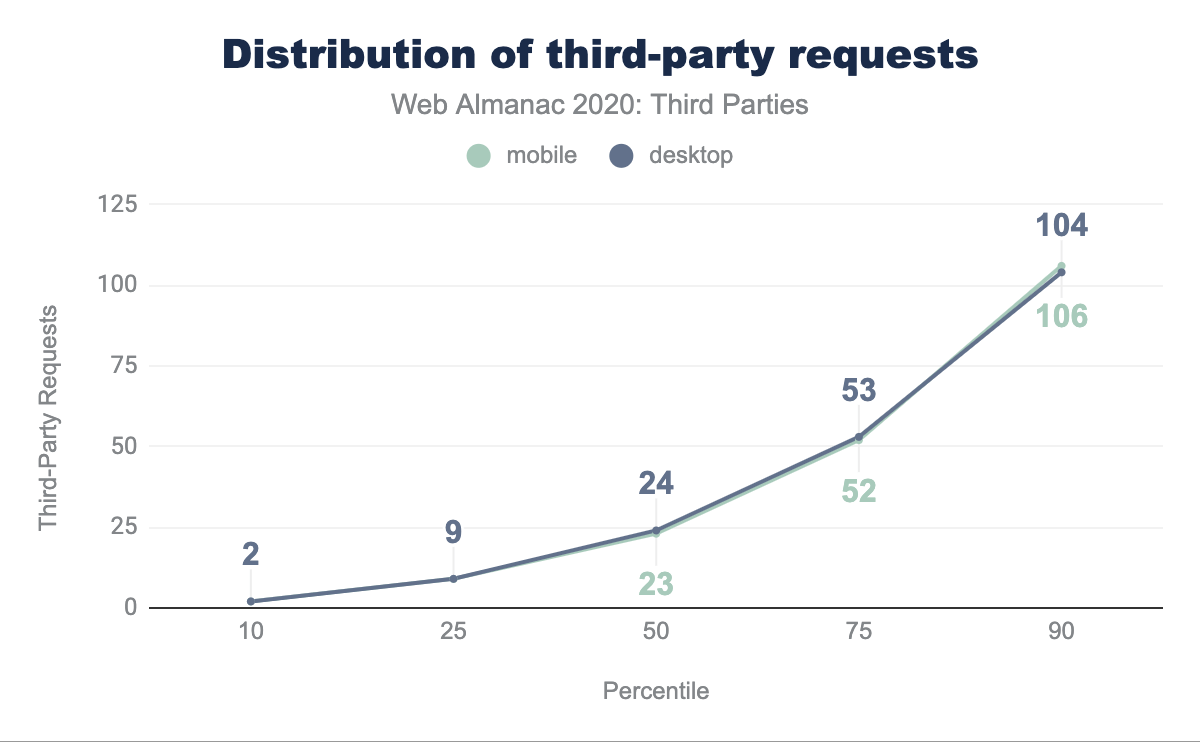 Distribution of third-party requests
Web Almanac 2020: Third Parties
mobile desktop
Third-Party Requests
125
100
75
50
25
0
2
9
24
23
53
52
104
106
10 25 50 75 90
Percentile